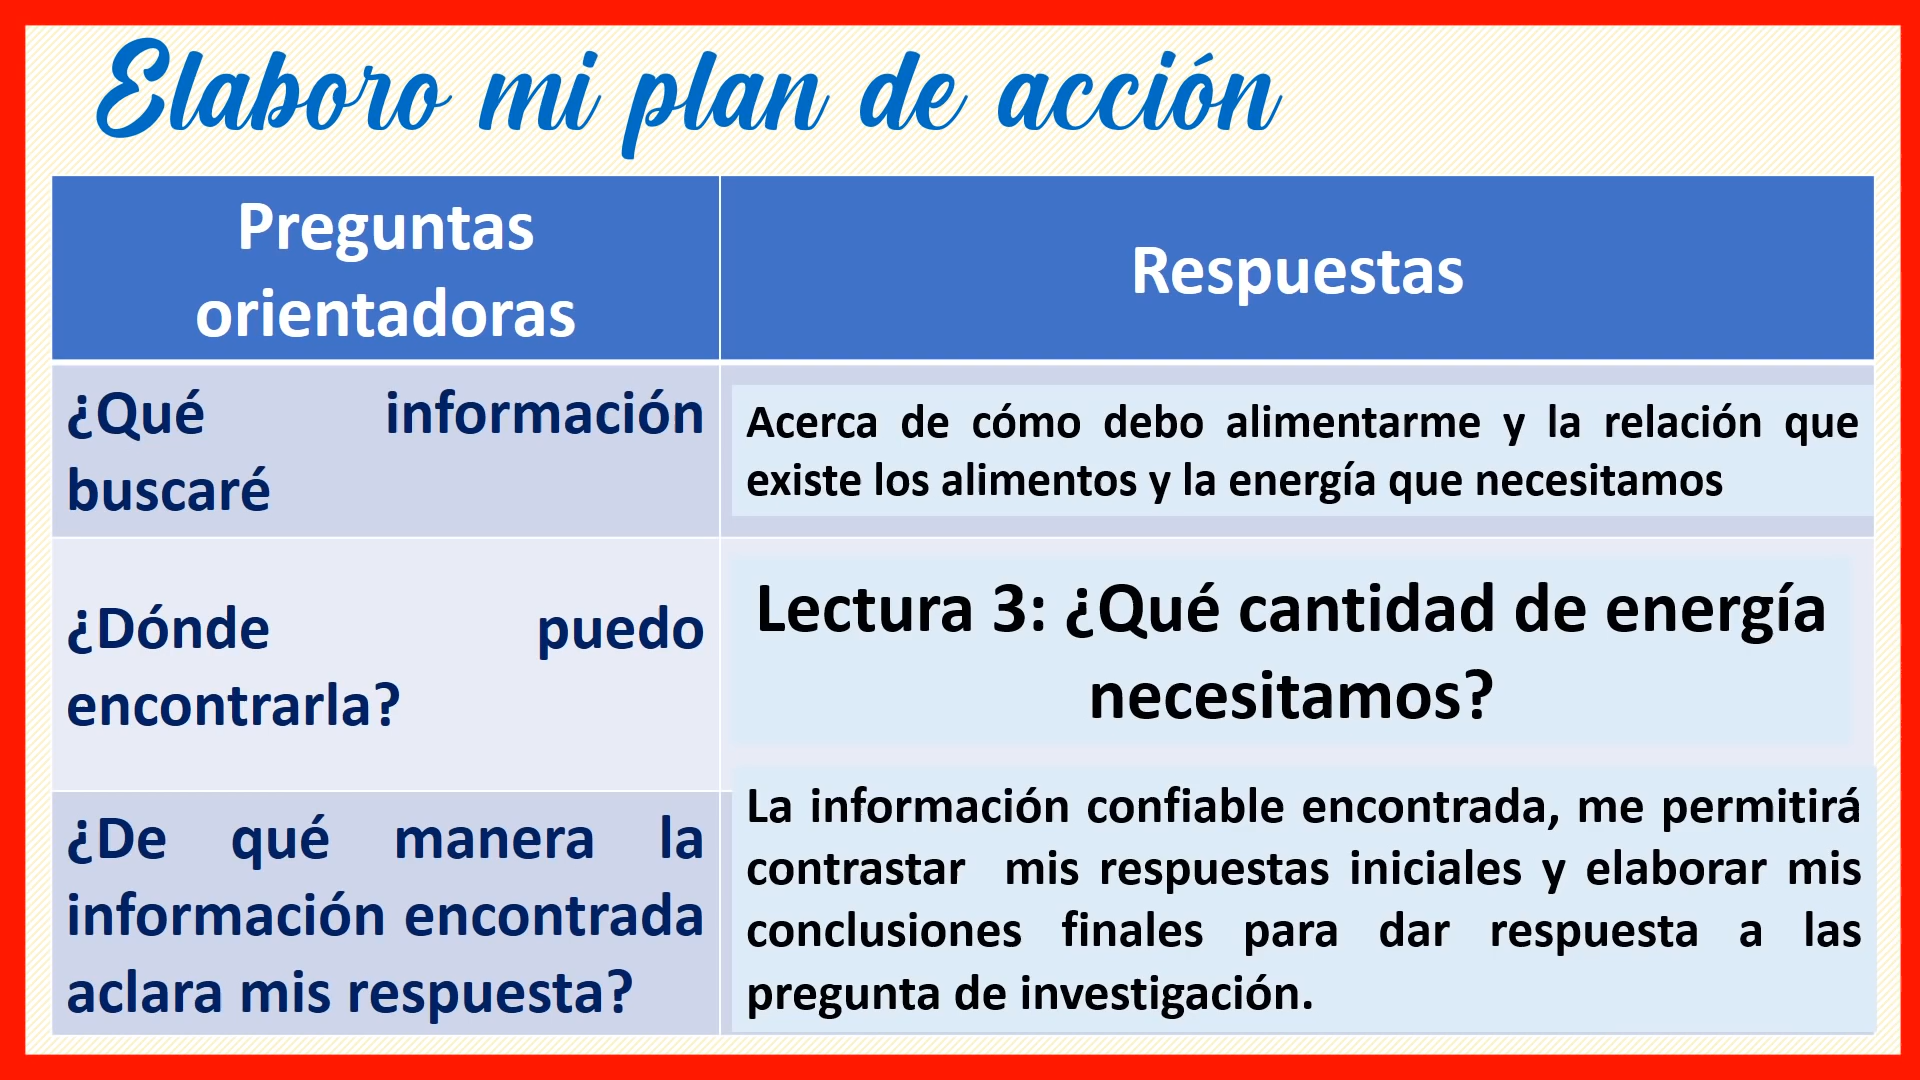 Elaboro mi plan de acción
Preguntas
orientadoras
Respuestas
¿Qué información
buscaré
Acerca de cómo debo alimentarme y la relación que
existe los alimentos y la energía que necesitamos
¿Dónde puedo
encontrarla?
Lectura 3: ¿Qué cantidad de energía
necesitamos?
¿De qué manera la
información encontrada
aclara mis respuesta?
La información confiable encontrada, me permitirá
contrastar mis respuestas iniciales y elaborar mis
conclusiones finales para dar respuesta a las
pregunta de investigación.